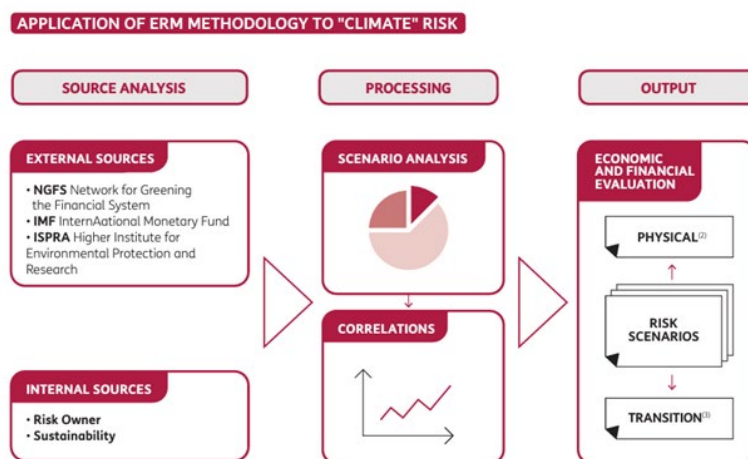 APPLICATION OF ERM METHODOLOGY TO "CLIMATE" RISK
SOURCE ANALYSIS
EXTERNAL SOURCES
• NGFS Network for Greening
the Financial System
• IMF InternAational Monetary Fund
• ISPRA Higher Institute for
Environmental Protection and
Research
INTERNAL SOURCES
• Risk Owner
• Sustainability
PROCESSING
SCENARIO ANALYSIS
CORRELATIONS
OUTPUT
ECONOMIC
AND FINANCIAL
EVALUATION
PHYSICAL(2)
RISK
SCENARIOS
TRANSITION(3)